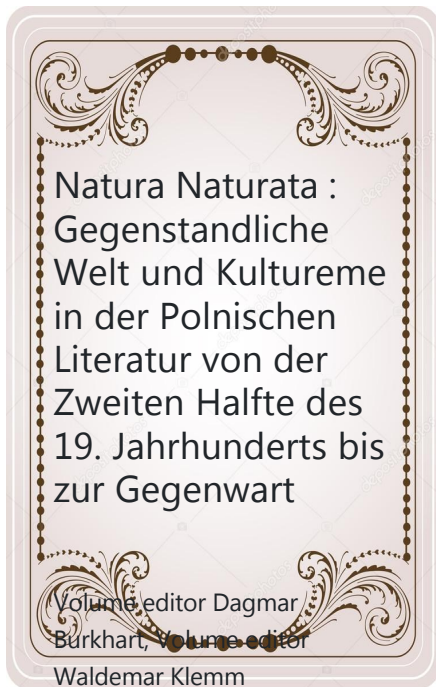 Natura Naturata :
Gegenstandliche
Welt und Kultureme
in der Polnischen
Literatur von der
Zweiten Halfte des
19. Jahrhunderts bis
zur Gegenwart
Volume editor Dagmar
Burkhart, Volume editor
Waldemar Klemm